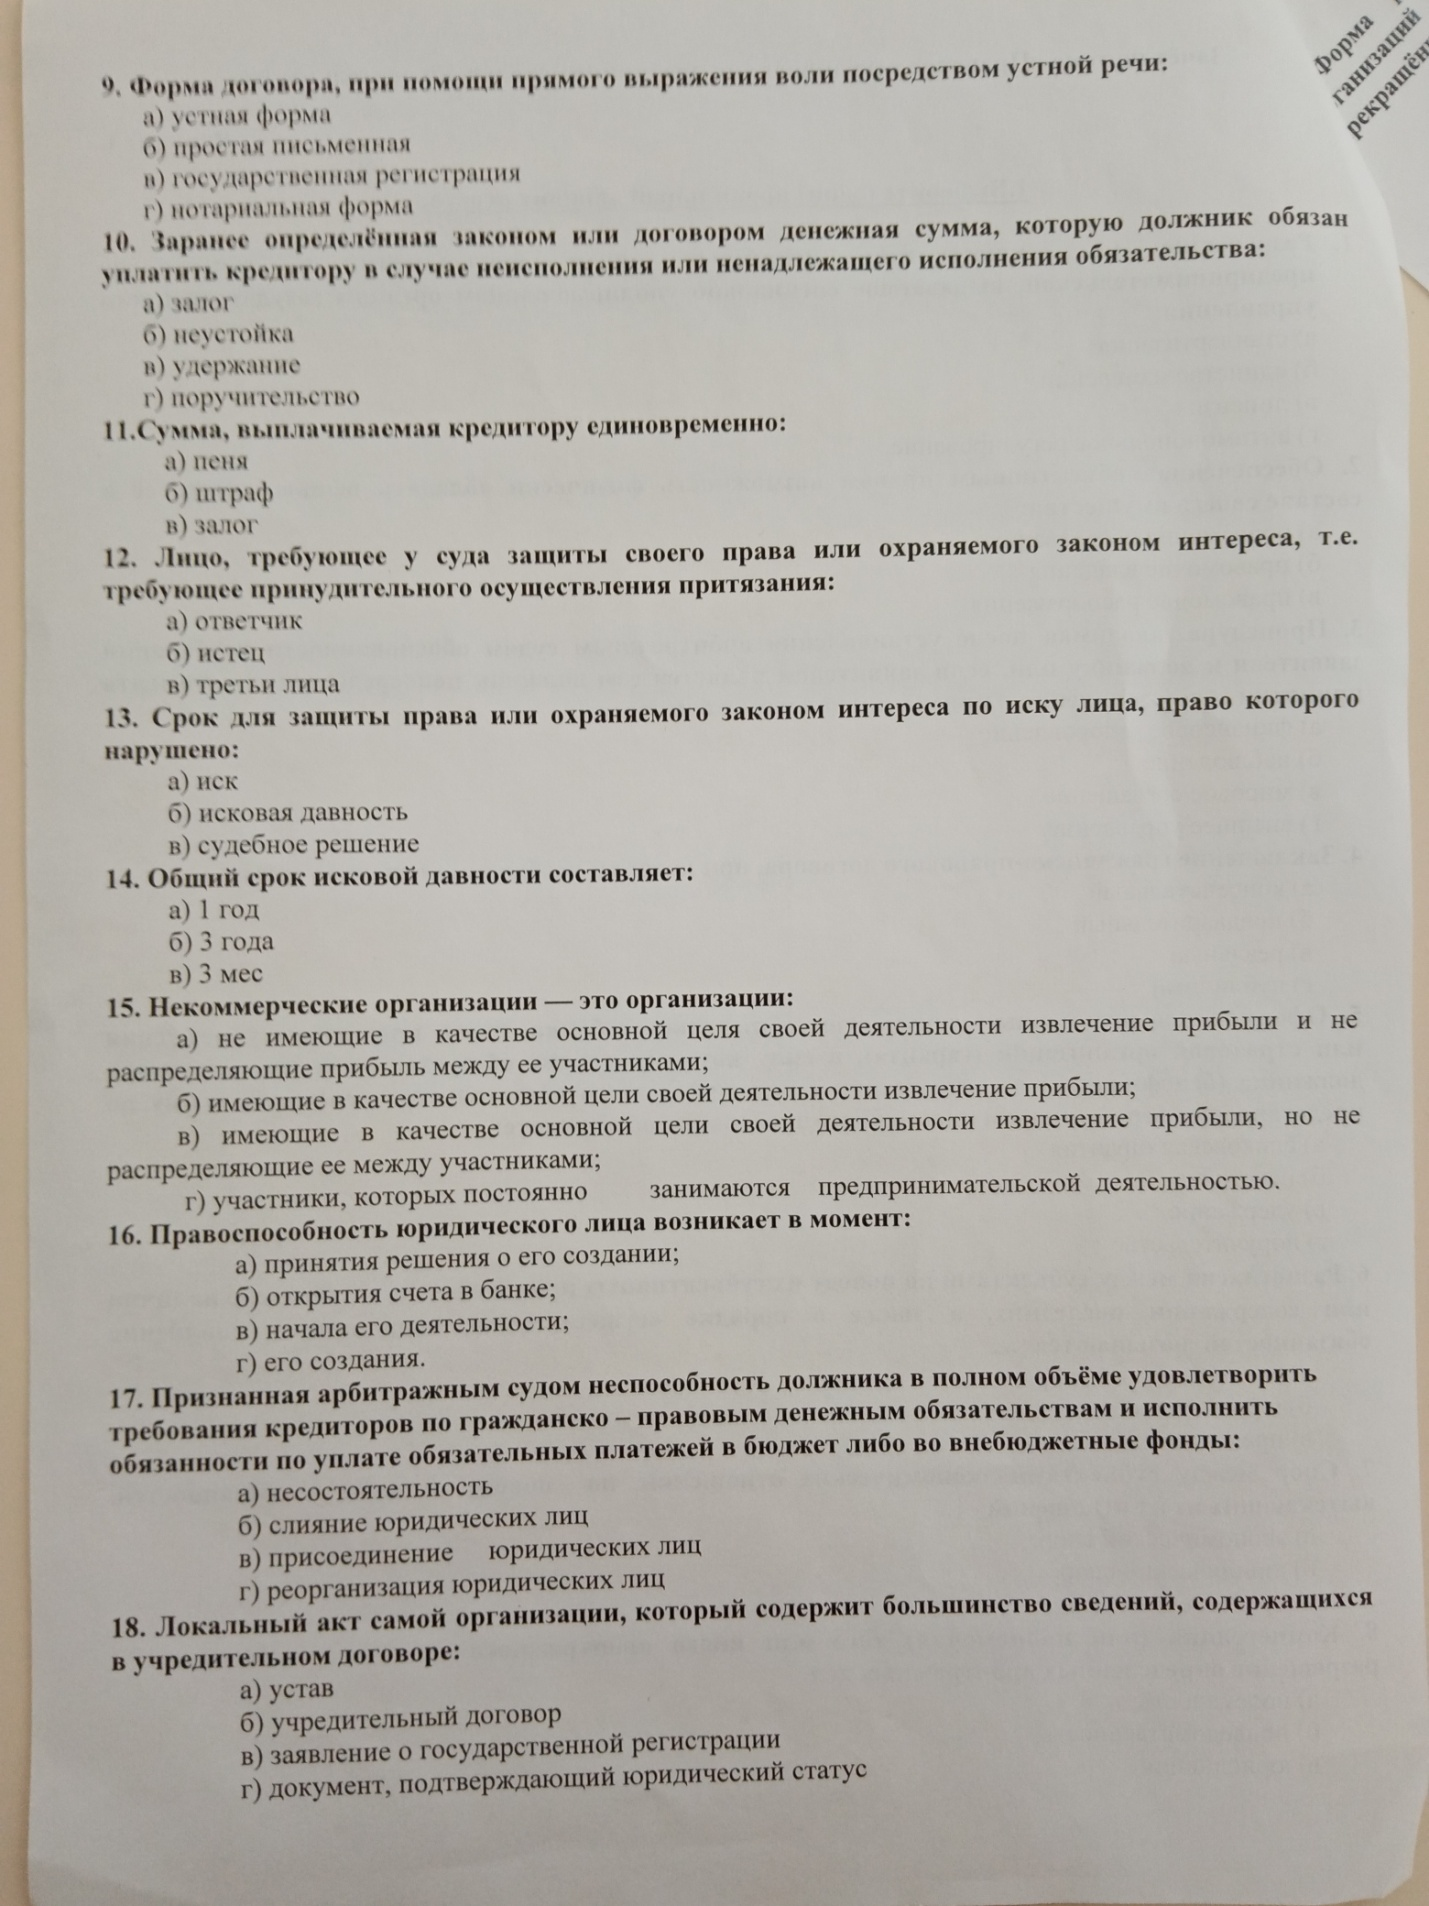 Форма
ганизаций
рекращён
9. Форма договора, при помощи прямого выражения воли посредством устной речи:
а) устная форма
б) простая письменная
в) государственная регистрация
г) нотариальная форма
10. Заранее определённая законом или договором денежная сумма, которую должник обязан
уплатить кредитору в случае неисполнения или ненадлежащего исполнения обязательства:
а) залог
б) неустойка
в) удержание
г) поручительство
11.Сумма, выплачиваемая кредитору единовременно:
а) пеня
б) штраф
в) залог
12. Лицо, требующее у суда защиты своего права или охраняемого законом интереса, т.е.
требующее принудительного осуществления притязания:
а) ответчик
б) истец
в) третьи лица
13. Срок для защиты права или охраняемого законом интереса по иску лица, право которого
нарушено:
а) иск
б) исковая давность
в) судебное решение
14. Общий срок исковой давности составляет:
а) 1 год
б) 3 года
в) 3 мес
15. Некоммерческие организации — это организации:
а) не имеющие в качестве основной целя своей деятельности извлечение прибыли и не
распределяющие прибыль между ее участниками;
б) имеющие в качестве основной цели своей деятельности извлечение прибыли;
в) имеющие в качестве основной цели своей деятельности извлечение прибыли, но не
распределяющие ее между участниками;
г) участники, которых постоянно занимаются предпринимательской деятельностью.
16. Правоспособность юридического лица возникает в момент:
а) принятия решения о его создании;
б) открытия счета в банке;
в) начала его деятельности;
г) его создания.
17. Признанная арбитражным судом неспособность должника в полном объёме удовлетворить
требования кредиторов по гражданско – правовым денежным обязательствам и исполнить
обязанности по уплате обязательных платежей в бюджет либо во внебюджетные фонды:
а) несостоятельность
б) слияние юридических лиц
в) присоединение юридических лиц
г) реорганизация юридических лиц
18. Локальный акт самой организации, который содержит большинство сведений, содержащихся
в учредительном договоре:
а) устав
б) учредительный договор
в) заявление о государственной регистрации
г) документ, подтверждающий юридический статус